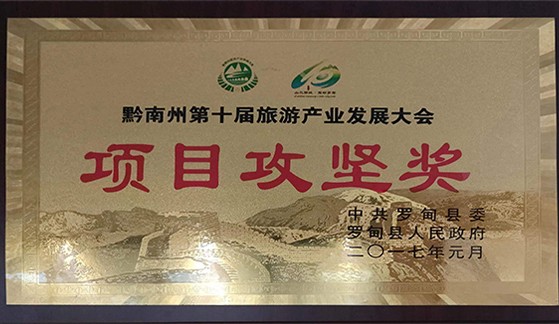 黔南州第十届旅游产业发展大会
项目攻坚奖
中共罗甸县委
罗甸县人民政府
二〇一七年元月